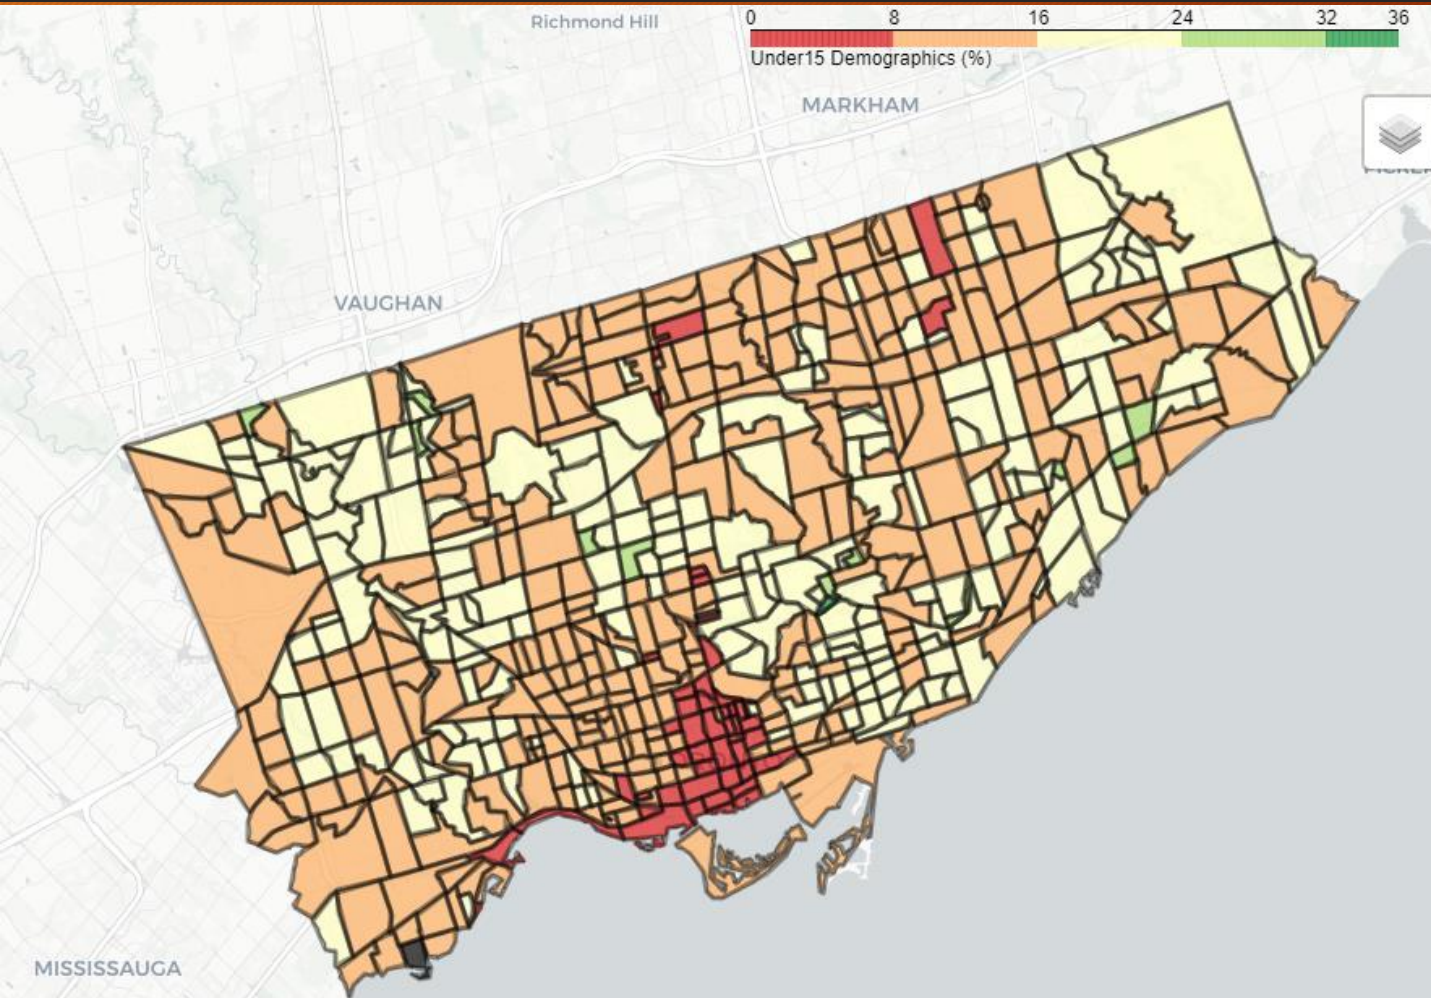 Richmond Hill
0 8 16 24 32 36
Under15 Demographics (%)
MARKHAM
VAUGHAN
MISSISSAUGA